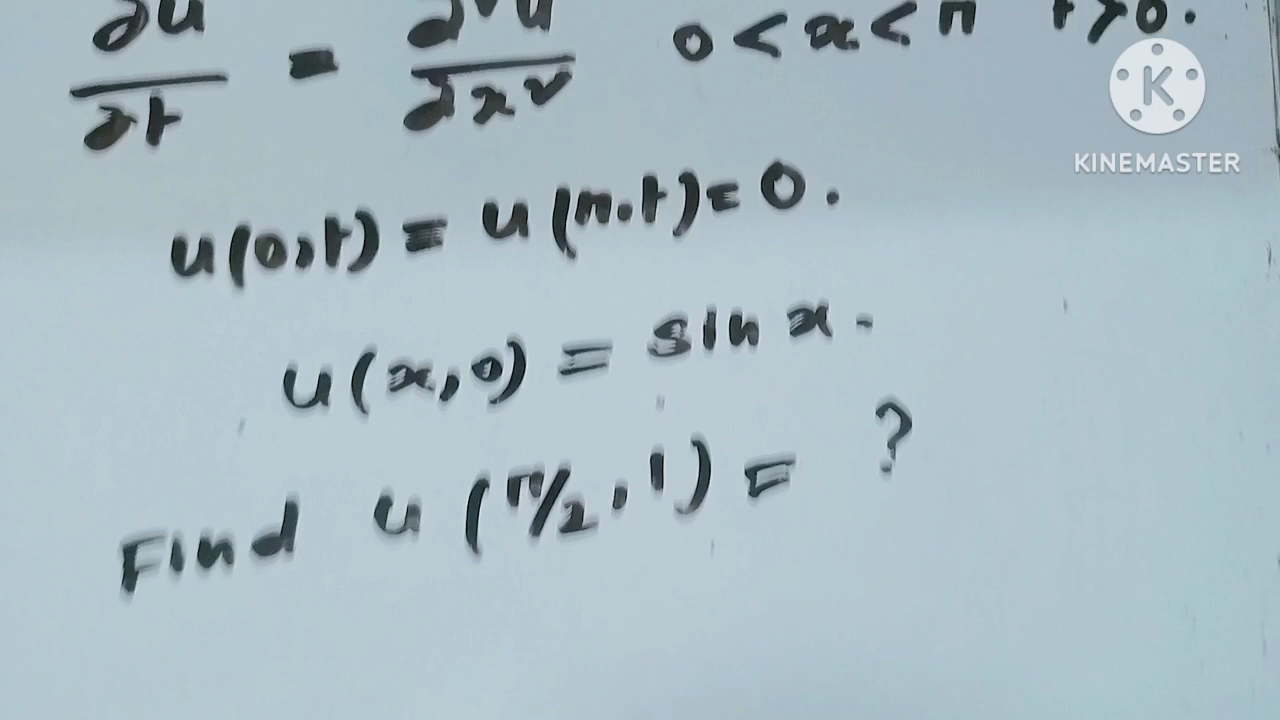 ∂u/∂t = ∂²u/∂x² 0 < x < π t > 0.
K
KINEMASTER
u(0,t) = u(π,t) = 0.
u(x,0) = sin x.
Find u(π/2, 1) = ?